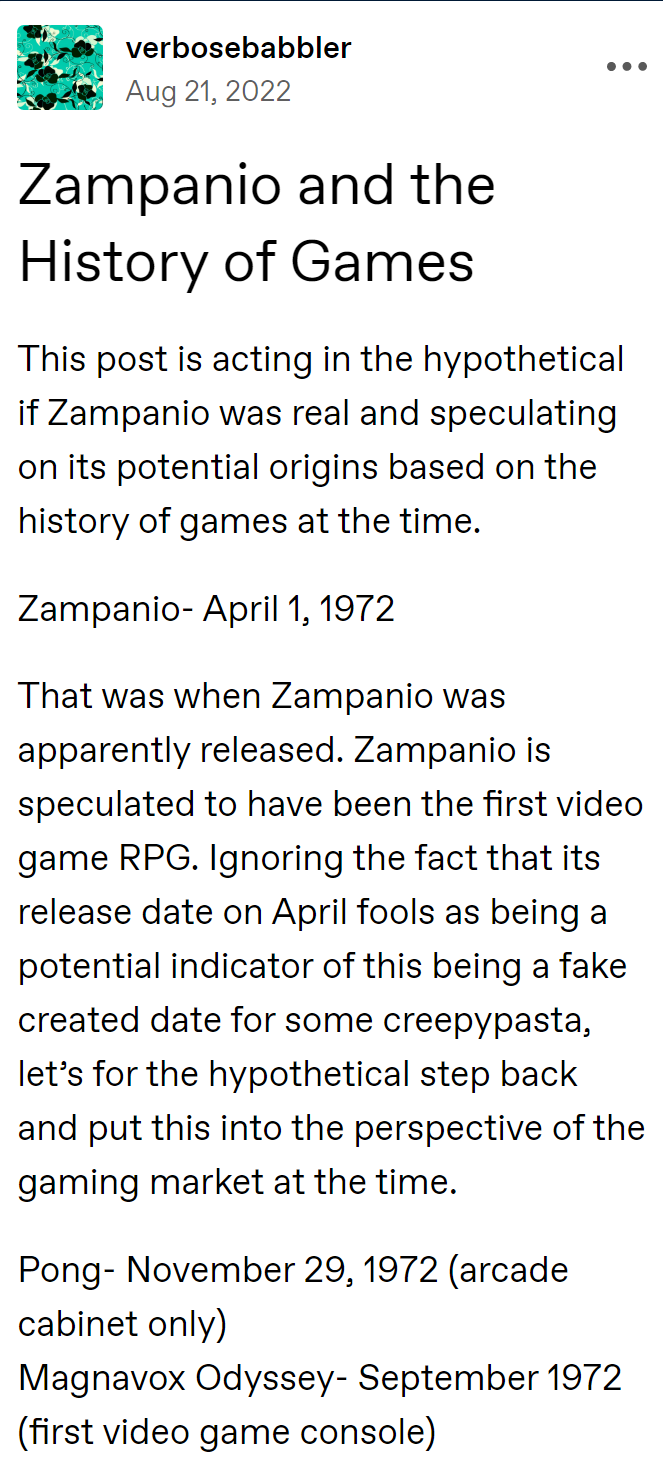 verbosebabbler
Aug 21, 2022
Zampanio and the
History of Games
This post is acting in the hypothetical
if Zampanio was real and speculating
on its potential origins based on the
history of games at the time.
Zampanio- April 1, 1972
That was when Zampanio was
apparently released. Zampanio is
speculated to have been the first video
game RPG. Ignoring the fact that its
release date on April fools as being a
potential indicator of this being a fake
created date for some creepypasta,
let’s for the hypothetical step back
and put this into the perspective of the
gaming market at the time.
Pong- November 29, 1972 (arcade
cabinet only)
Magnavox Odyssey- September 1972
(first video game console)